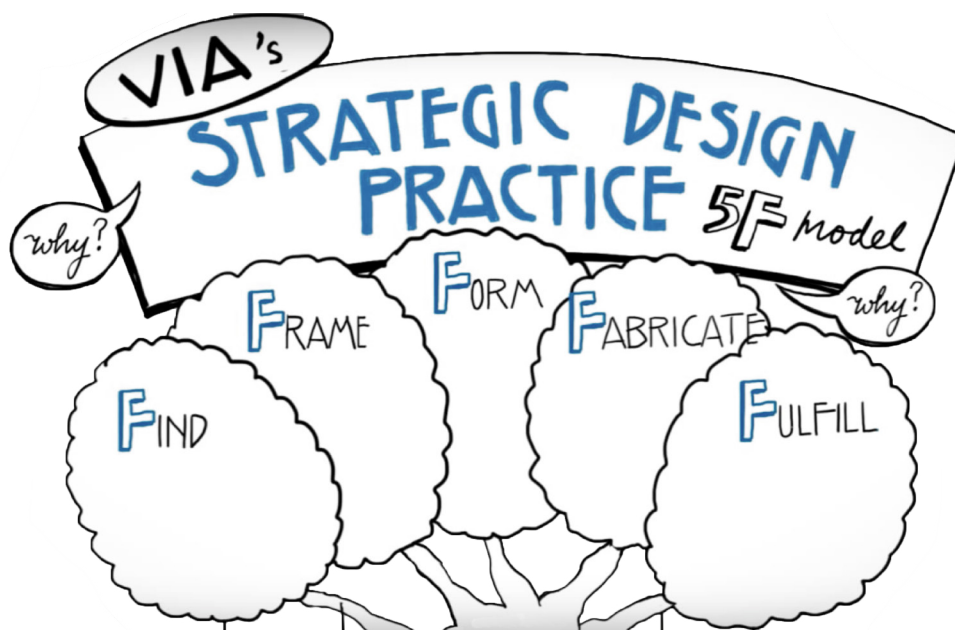 VIA's
STRATEGIC DESIGN
PRACTICE 5F model
why?
why?
FIND
FRAME
FORM
FABRICATE
FULFILL